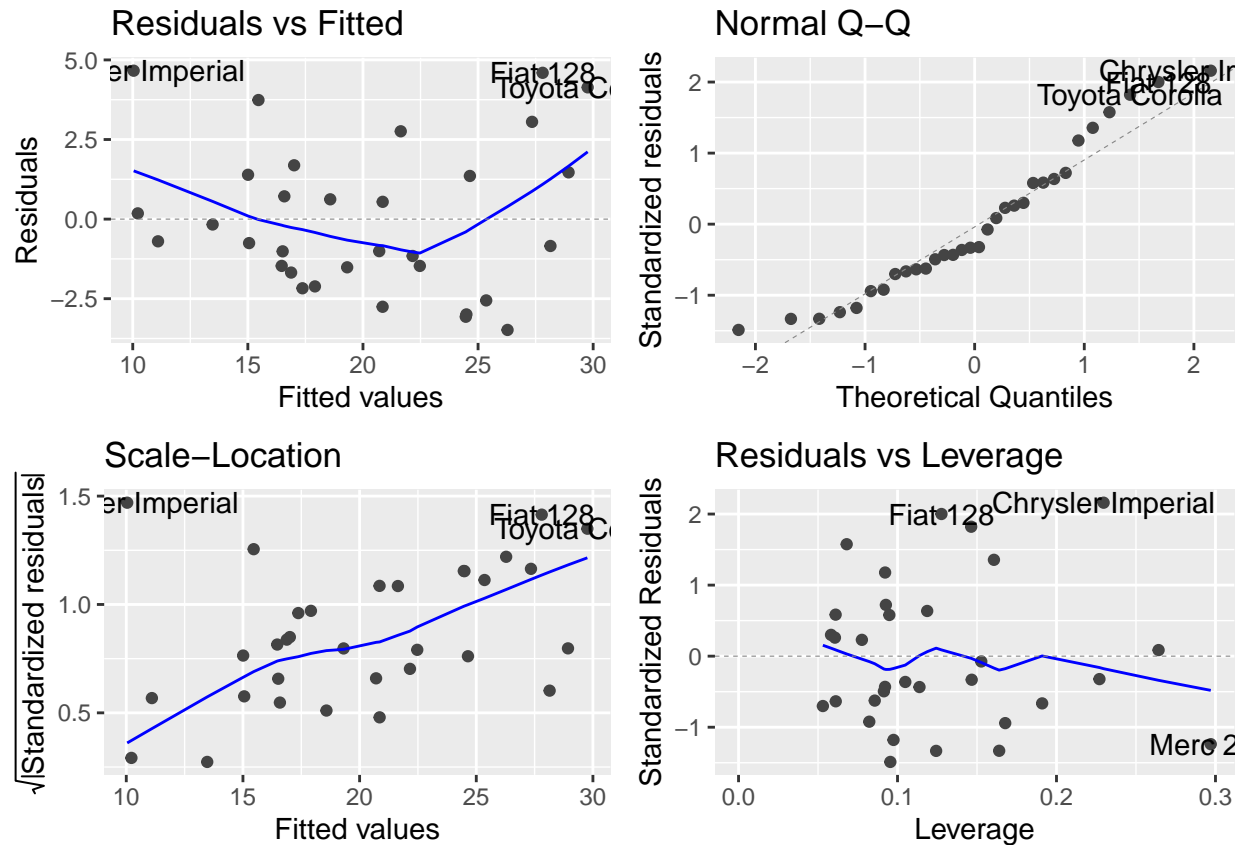 Residuals vs Fitted
5.0
2.5
0.0
−2.5
Residuals
er Imperial
Fiat 128
Toyota Co
10 15 20 25 30
Fitted values
Normal Q−Q
2
1
0
−1
Standardized residuals
Chrysler Im
Fiat 128
Toyota Corolla
−2 −1 0 1 2
Theoretical Quantiles
Scale−Location
1.5
1.0
0.5
√|Standardized residuals|
er Imperial
Fiat 128
Toyota Co
10 15 20 25 30
Fitted values
Residuals vs Leverage
2
1
0
−1
Standardized Residuals
Chrysler Imperial
Fiat 128
Merc 2
0.0 0.1 0.2 0.3
Leverage